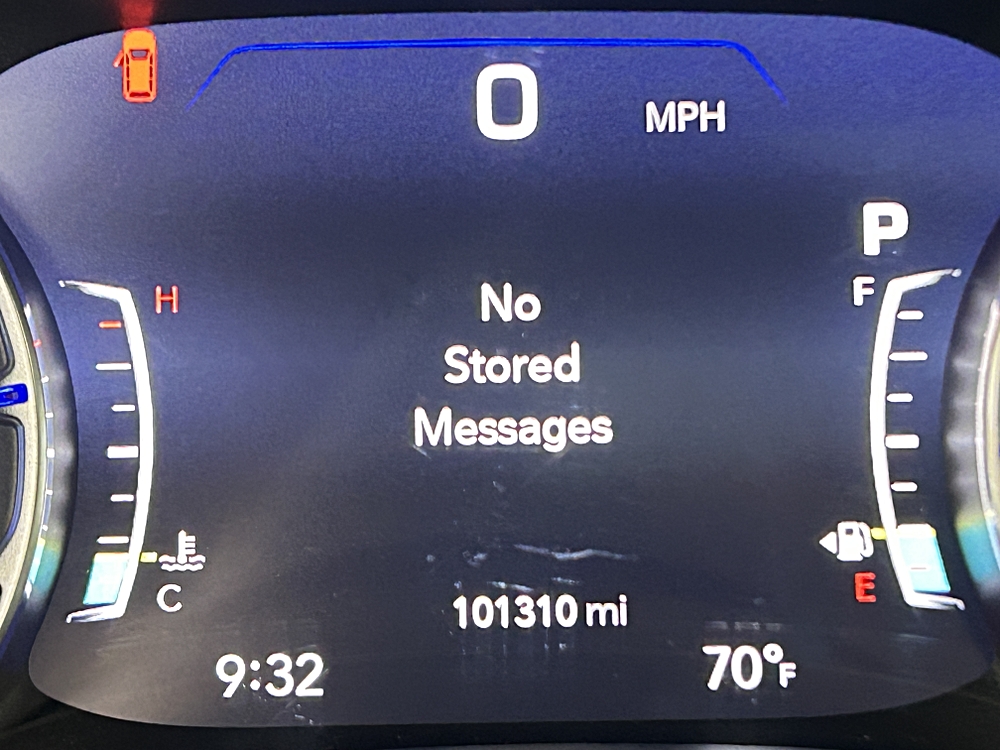 0 MPH
P
H
F
No
Stored
Messages
C
E
101310 mi
9:32
70°F